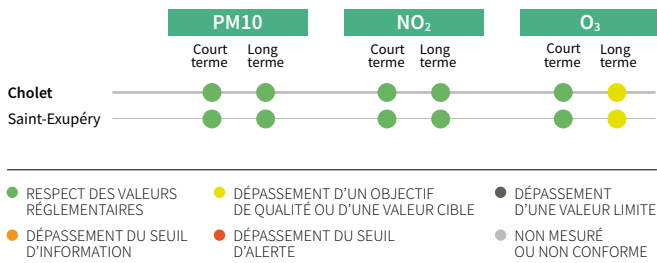 PM10 NO₂ O₃
Court Long Court Long Court Long
terme terme terme terme terme terme
Cholet
Saint-Exupéry
RESPECT DES VALEURS
RÉGLEMENTAIRES
DÉPASSEMENT D'UN OBJECTIF
DE QUALITÉ OU D'UNE VALEUR CIBLE
DÉPASSEMENT
D'UNE VALEUR LIMITE
DÉPASSEMENT DU SEUIL
D'INFORMATION
DÉPASSEMENT DU SEUIL
D'ALERTE
NON MESURÉ
OU NON CONFORME